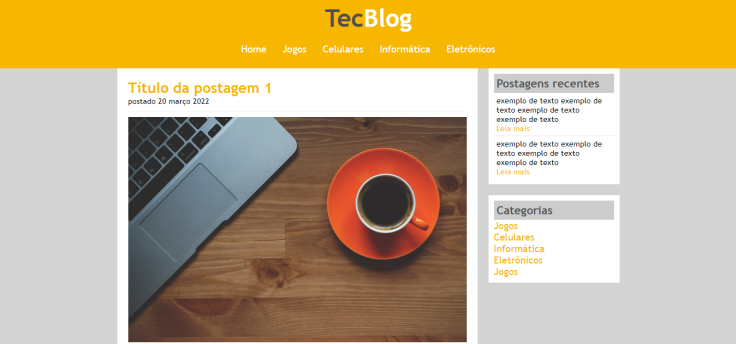 TecBlog
Home Jogos Celulares Informática Eletrônicos
Título da postagem 1
postado 20 março 2022
Postagens recentes
exemplo de texto exemplo de
texto exemplo de texto
exemplo de texto
Leia mais
exemplo de texto exemplo de
texto exemplo de texto
exemplo de texto
Leia mais
Categorias
Jogos
Celulares
Informática
Eletrônicos
Jogos